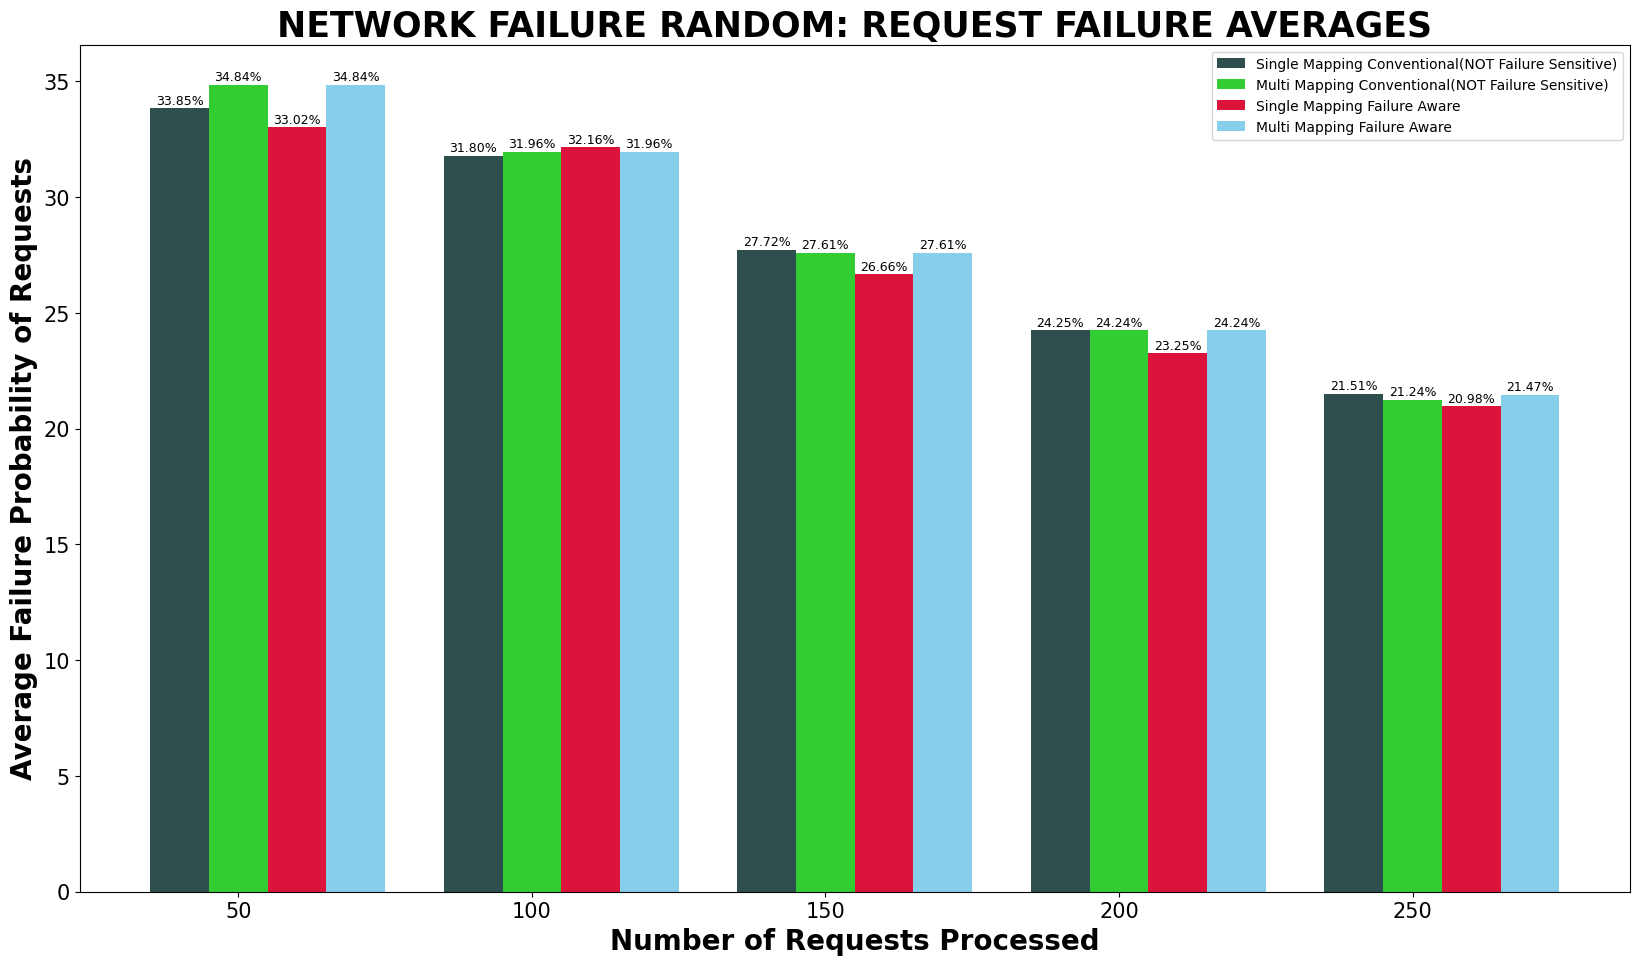 NETWORK FAILURE RANDOM: REQUEST FAILURE AVERAGES
Single Mapping Conventional(NOT Failure Sensitive)
Multi Mapping Conventional(NOT Failure Sensitive)
Single Mapping Failure Aware
Multi Mapping Failure Aware
Average Failure Probability of Requests
35
30
25
20
15
10
5
0
33.85% 34.84% 33.02% 34.84%
31.80% 31.96% 32.16% 31.96%
27.72% 27.61% 26.66% 27.61%
24.25% 24.24% 23.25% 24.24%
21.51% 21.24% 20.98% 21.47%
50 100 150 200 250
Number of Requests Processed